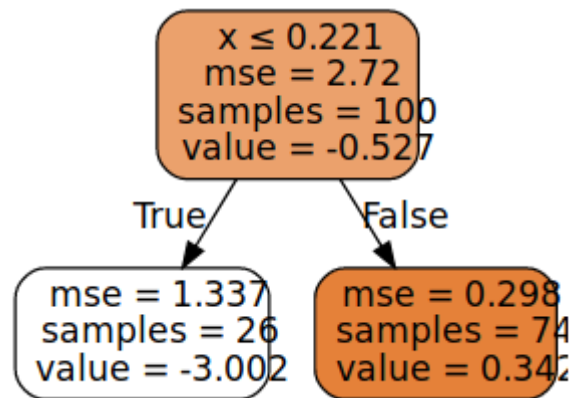 x ≤ 0.221
mse = 2.72
samples = 100
value = -0.527
True
False
mse = 1.337
samples = 26
value = -3.002
mse = 0.298
samples = 74
value = 0.342